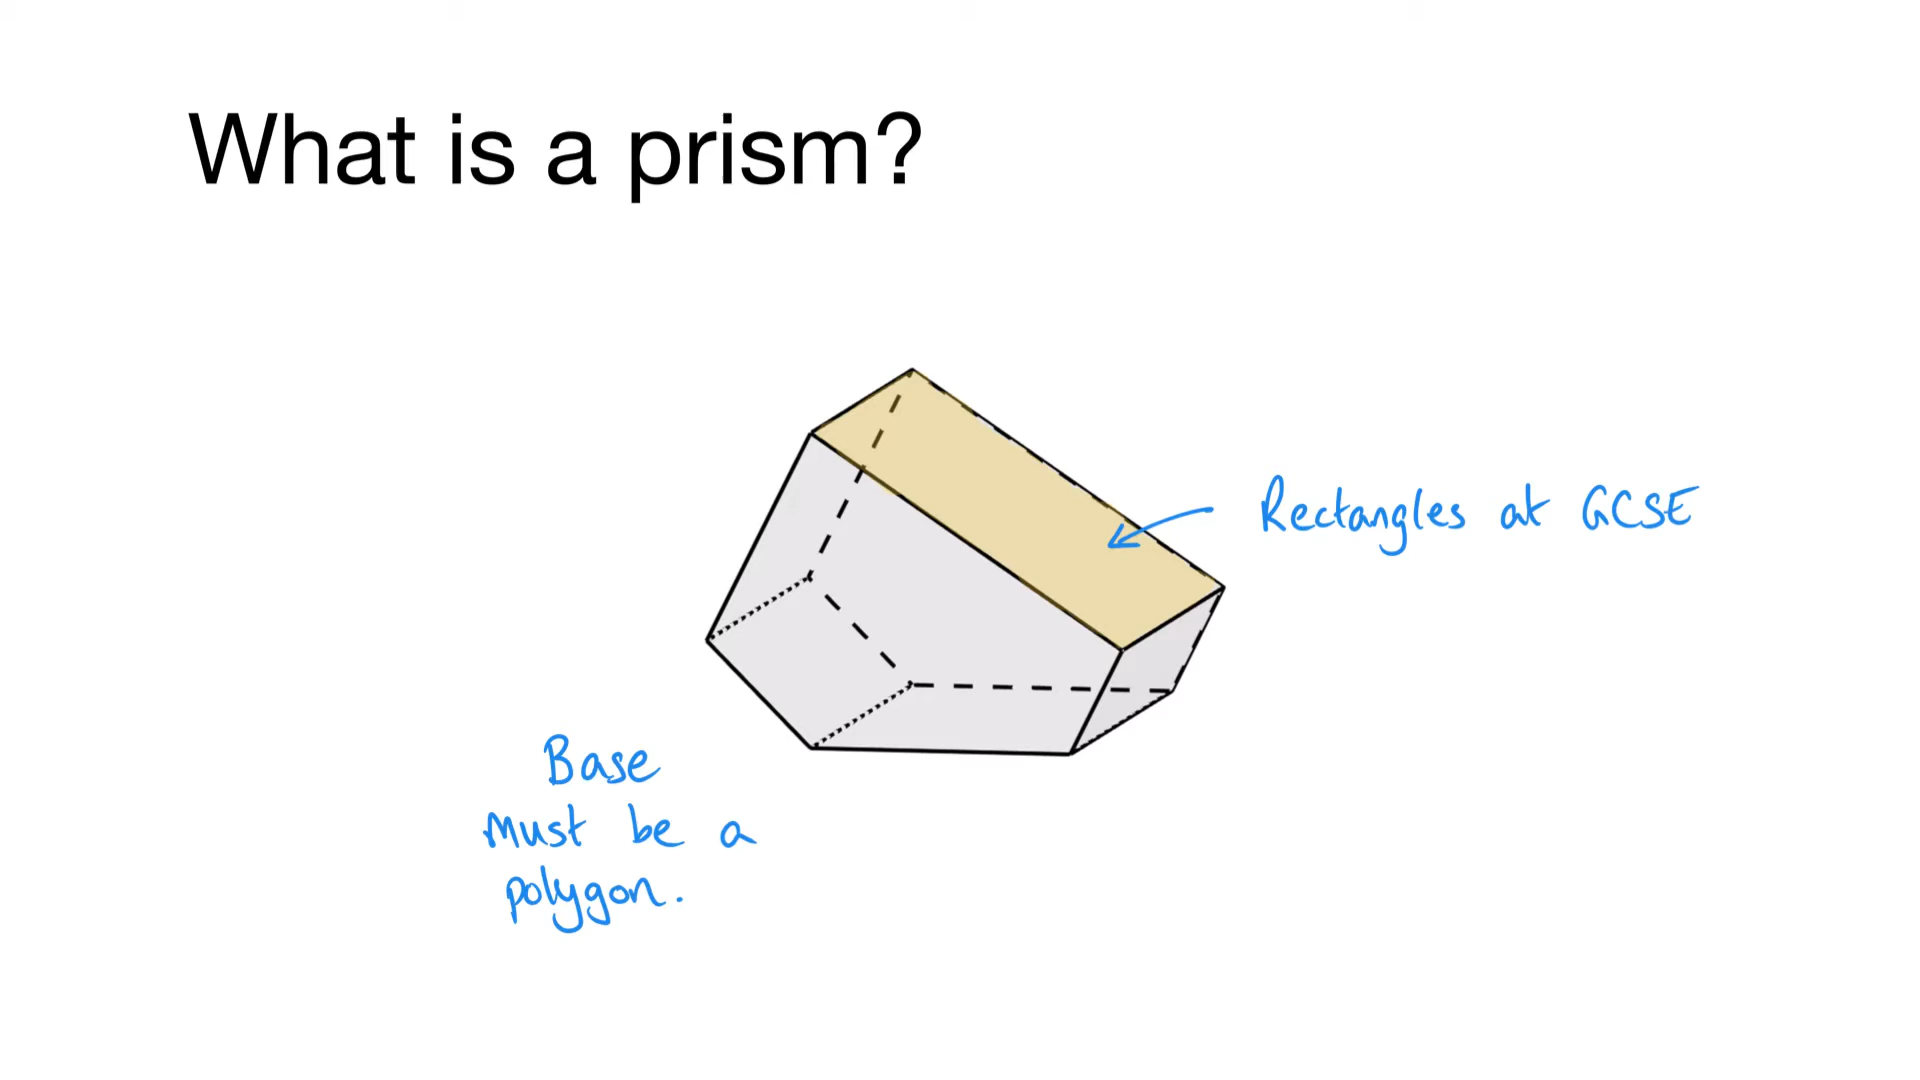 What is a prism?
Rectangles at GCSE
Base
must be a
polygon.